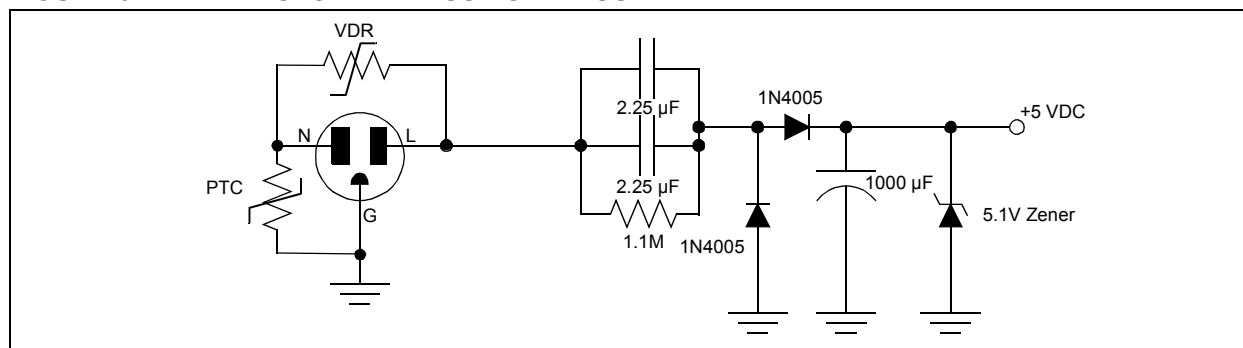 VDR
1N4005
+5 VDC
2.25 µF
N
L
PTC
2.25 µF
1000 µF
G
5.1V Zener
1.1M
1N4005